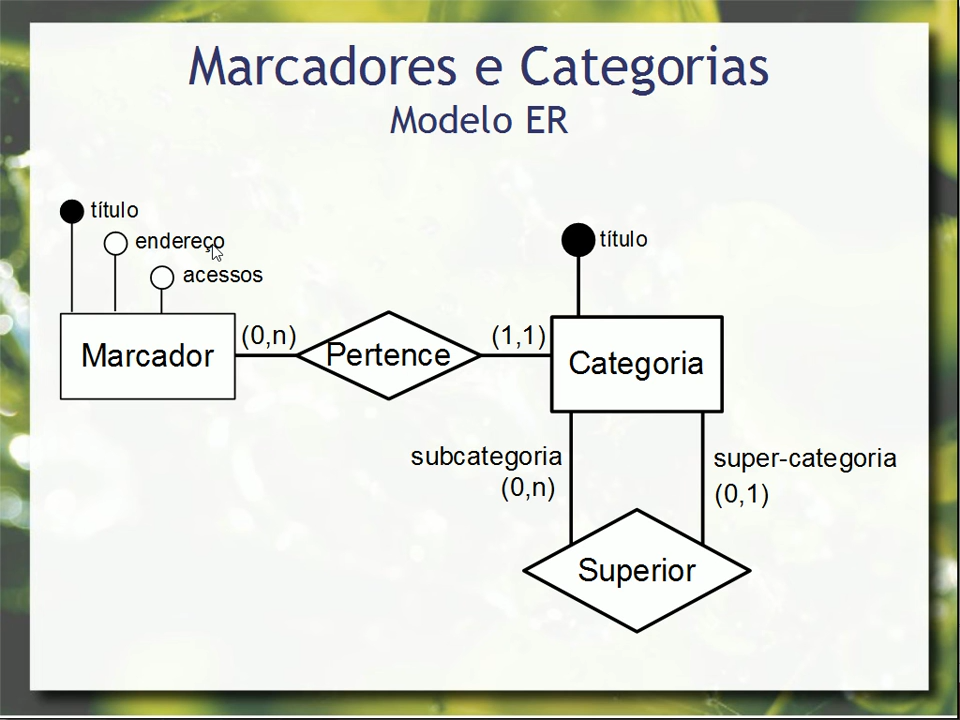 Marcadores e Categorias
Modelo ER
título
endereço
acessos
título
Marcador
(0,n)
Pertence
(1,1)
Categoria
subcategoria
(0,n)
super-categoria
(0,1)
Superior